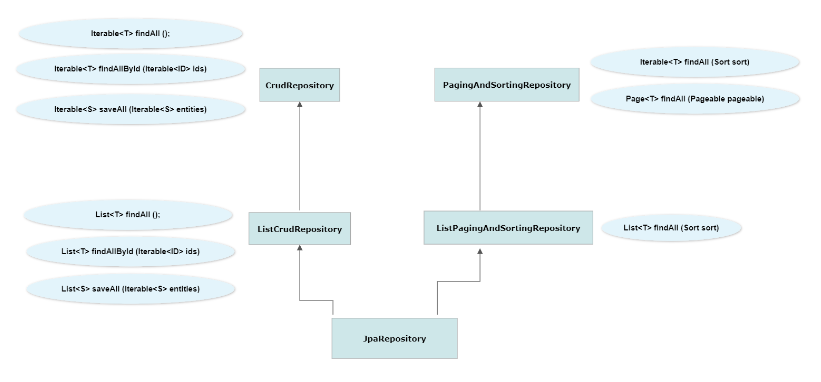 Iterable<T> findAll ();
Iterable<T> findAllById (Iterable<ID> ids)
Iterable<S> saveAll (Iterable<S> entities)
CrudRepository
PagingAndSortingRepository
Iterable<T> findAll (Sort sort)
Page<T> findAll (Pageable pageable)
List<T> findAll ();
List<T> findAllById (Iterable<ID> ids)
List<S> saveAll (Iterable<S> entities)
ListCrudRepository
ListPagingAndSortingRepository
List<T> findAll (Sort sort)
JpaRepository